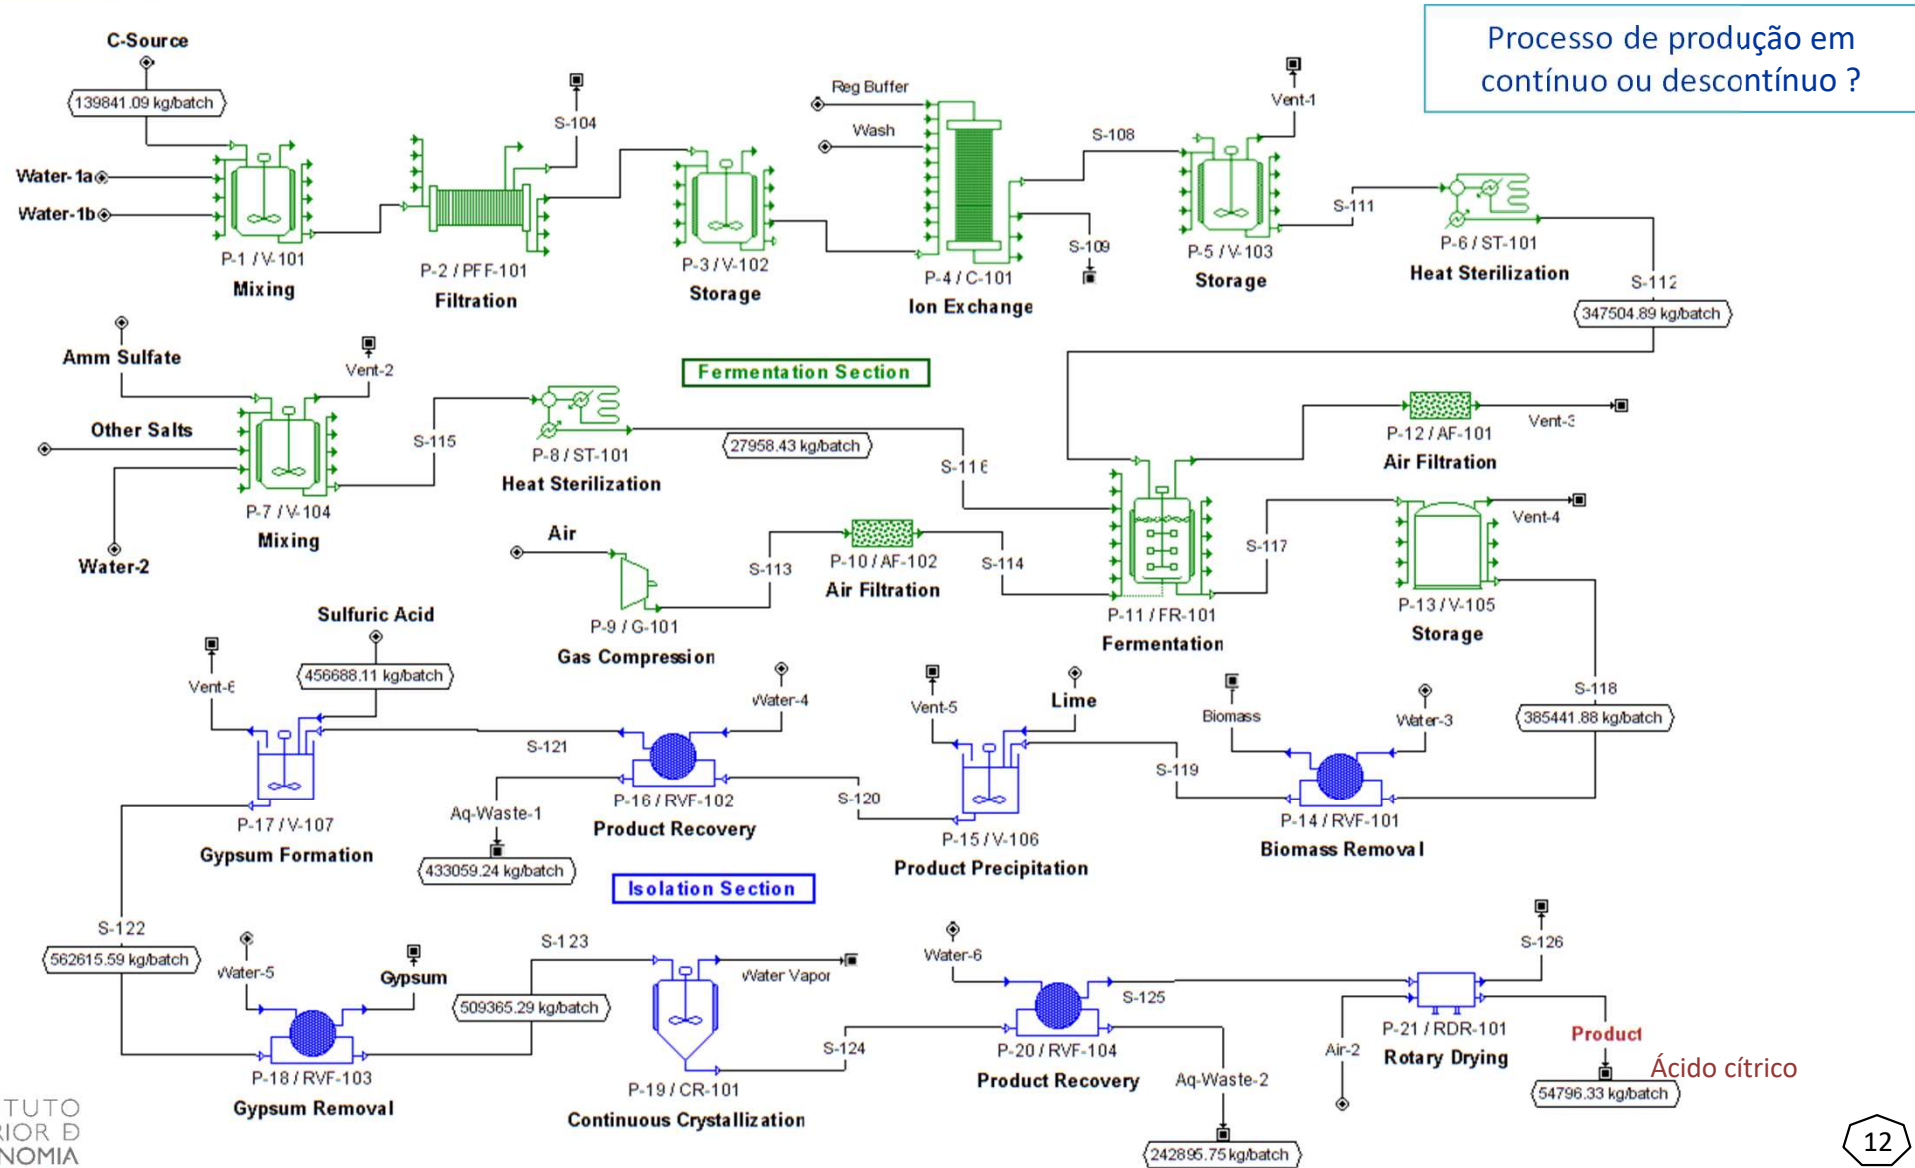 Processo de produção em
contínuo ou descontínuo ?
C-Source
139841.09 kg/batch
Water-1a
Water-1b
P-1 / V-101
Mixing
S-104
P-2 / PFF-101
Filtration
P-3 / V-102
Storage
Reg Buffer
Wash
P-4 / C-101
Ion Exchange
S-108
S-109
Vent-1
P-5 / V-103
Storage
S-111
P-6 / ST-101
Heat Sterilization
S-112
347504.89 kg/batch
Amm Sulfate
Other Salts
Water-2
Vent-2
P-7 / V-104
Mixing
S-115
P-8 / ST-101
Heat Sterilization
Fermentation Section
27958.43 kg/batch
S-116
Air
P-9 / G-101
Gas Compression
S-113
P-10 / AF-102
Air Filtration
S-114
P-11 / FR-101
Fermentation
P-12 / AF-101
Air Filtration
Vent-3
S-117
Vent-4
P-13 / V-105
Storage
S-118
385441.88 kg/batch
Sulfuric Acid
456688.11 kg/batch
Vent-6
P-17 / V-107
Gypsum Formation
S-121
Water-4
P-16 / RVF-102
Product Recovery
Aq-Waste-1
433059.24 kg/batch
S-120
Vent-5
Lime
P-15 / V-106
Product Precipitation
S-119
Biomass
Water-3
P-14 / RVF-101
Biomass Removal
Isolation Section
S-122
562615.59 kg/batch
Water-5
Gypsum
P-18 / RVF-103
Gypsum Removal
S-123
509365.29 kg/batch
Water Vapor
P-19 / CR-101
Continuous Crystallization
S-124
Water-6
P-20 / RVF-104
Product Recovery
S-125
Aq-Waste-2
242895.75 kg/batch
Air-2
P-21 / RDR-101
Rotary Drying
S-126
Product
Ácido cítrico
54796.33 kg/batch
TUTO
RIOR D
NOMIA
12